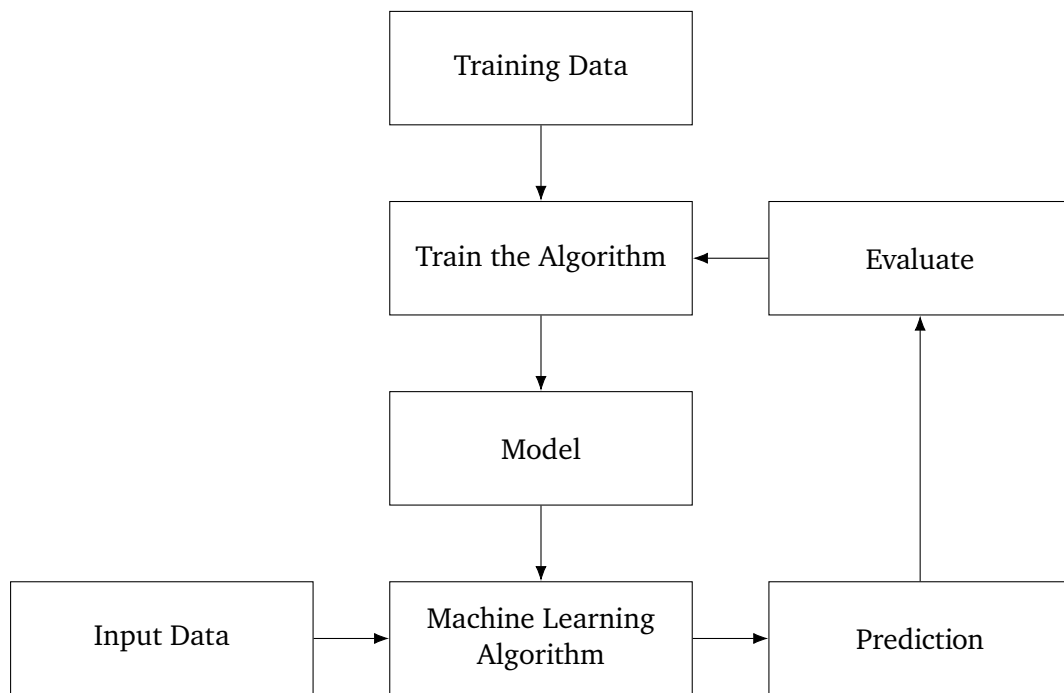 Training Data
Train the Algorithm
Evaluate
Model
Input Data
Machine Learning
Algorithm
Prediction